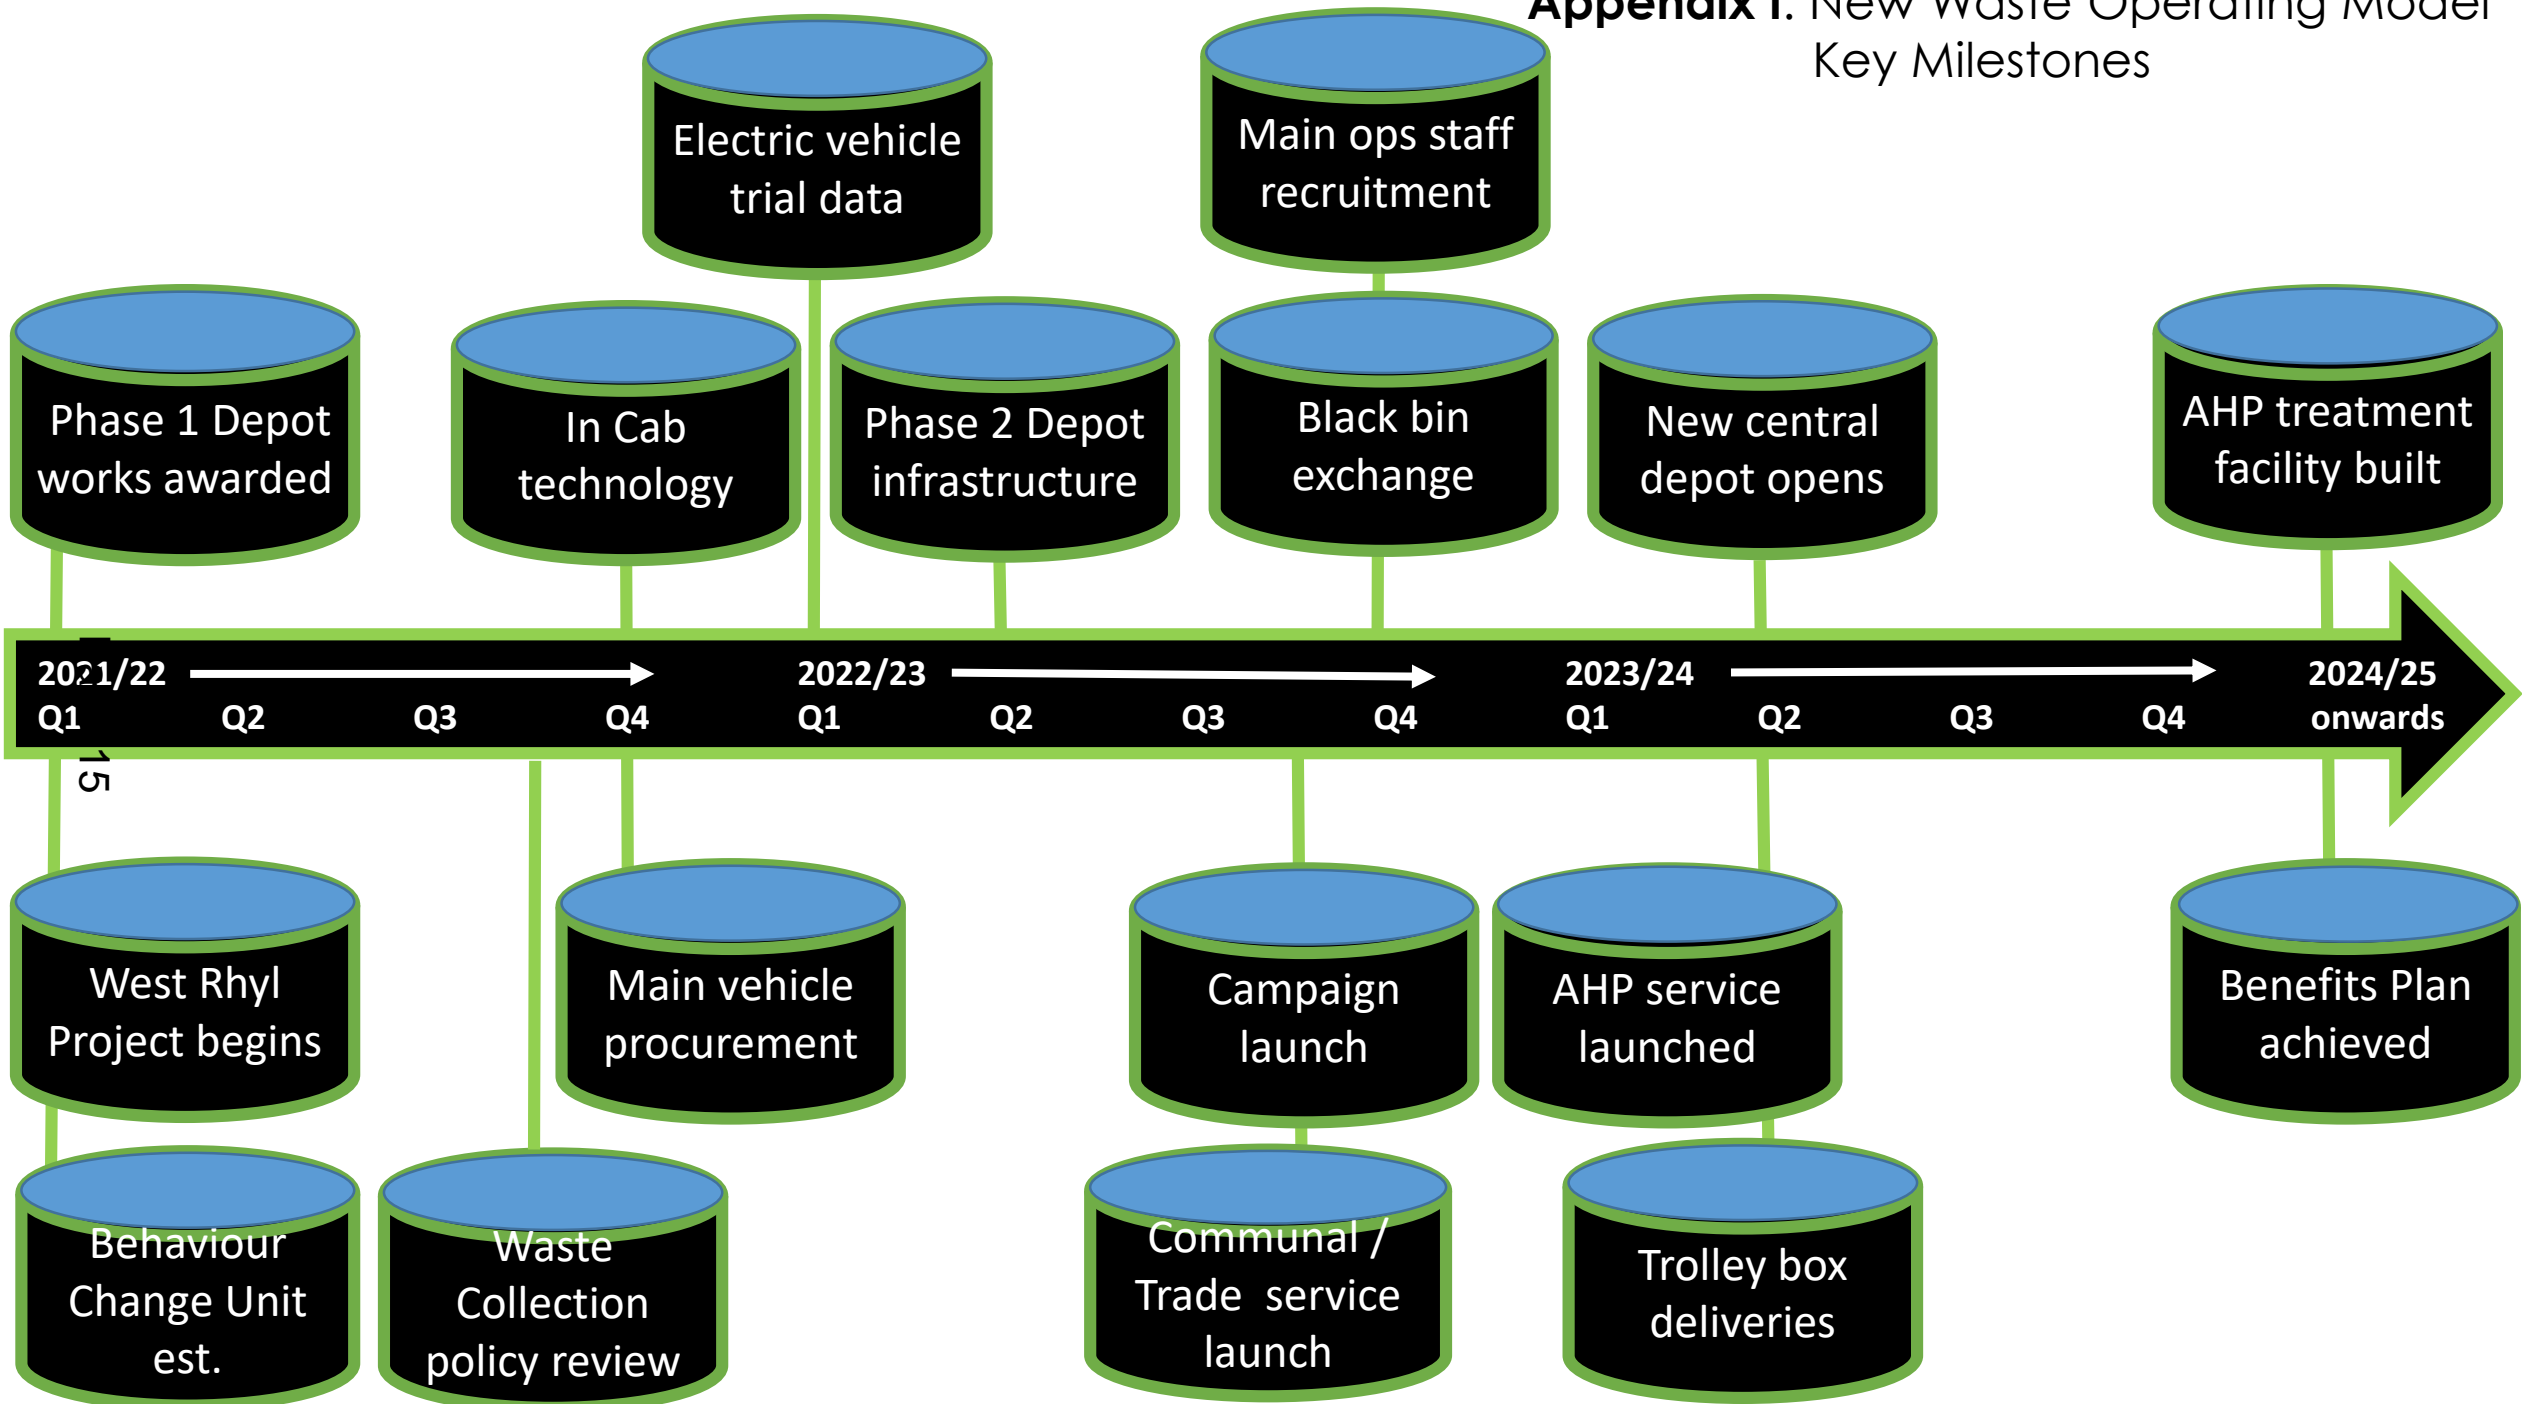 Appendix I: New Waste Operating Model
Key Milestones
Electric vehicle
trial data
Main ops staff
recruitment
Phase 1 Depot
works awarded
In Cab
technology
Phase 2 Depot
infrastructure
Black bin
exchange
New central
depot opens
AHP treatment
facility built
2021/22
2022/23
2023/24
2024/25
Q1 Q2 Q3 Q4 Q1 Q2 Q3 Q4 Q1 Q2 Q3 Q4 onwards
15
West Rhyl
Project begins
Main vehicle
procurement
Campaign
launch
AHP service
launched
Benefits Plan
achieved
Behaviour
Change Unit
est.
Waste
Collection
policy review
Communal /
Trade service
launch
Trolley box
deliveries